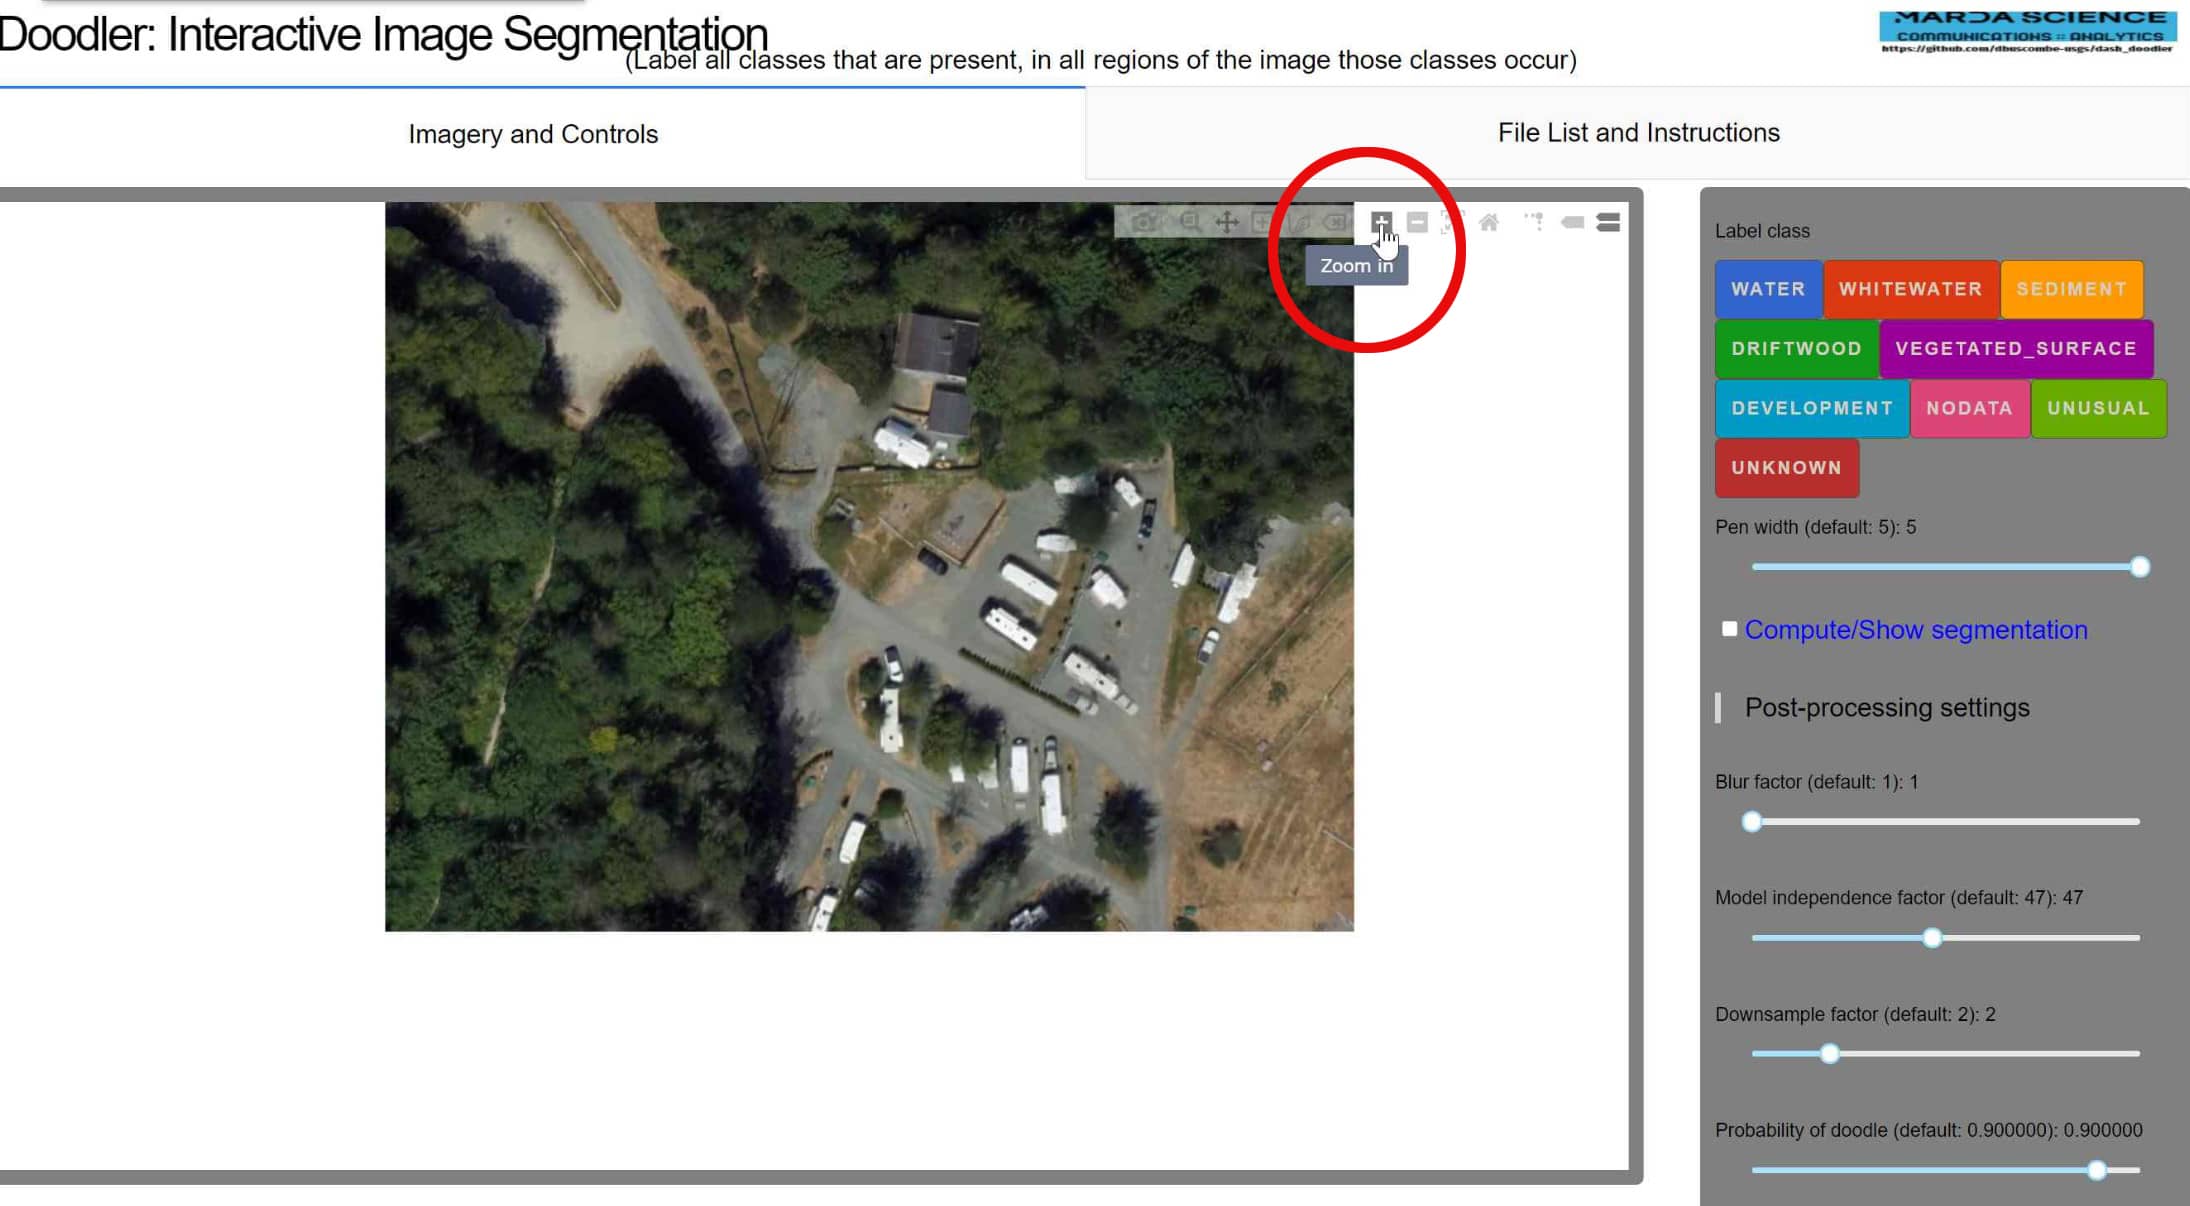 Doodler: Interactive Image Segmentation
(Label all classes that are present, in all regions of the image those classes occur)
MARDA SCIENCE
COMMUNICATIONS :: ANALYTICS
https://github.com/dbuscombe-usgs/dash_doodler
Imagery and Controls
File List and Instructions
Zoom in
Label class
WATER WHITEWATER SEDIMENT
DRIFTWOOD VEGETATED_SURFACE
DEVELOPMENT NODATA UNUSUAL
UNKNOWN
Pen width (default: 5): 5
Compute/Show segmentation
Post-processing settings
Blur factor (default: 1): 1
Model independence factor (default: 47): 47
Downsample factor (default: 2): 2
Probability of doodle (default: 0.900000): 0.900000